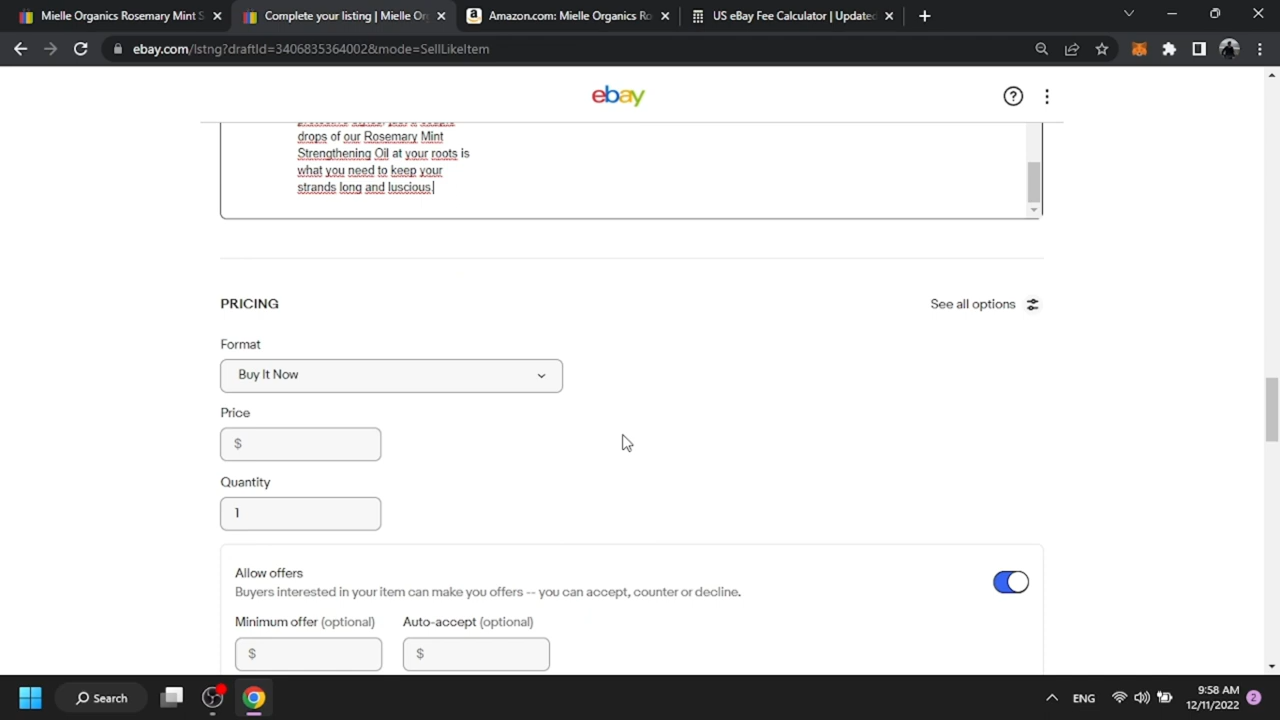 Mielle Organics Rosemary Mint S
Complete your listing | Mielle Or
Amazon.com: Mielle Organics Ro
US eBay Fee Calculator | Updated
ebay.com/lstng?draftId=3406835364002&mode=SellLikeItem
ebay
drops of our Rosemary Mint
Strengthening Oil at your roots is
what you need to keep your
strands long and luscious
PRICING
See all options
Format
Buy It Now
Price
$
Quantity
1
Allow offers
Buyers interested in your item can make you offers -- you can accept, counter or decline.
Minimum offer (optional)
Auto-accept (optional)
$
$
Search
ENG
9:58 AM
12/11/2022
2